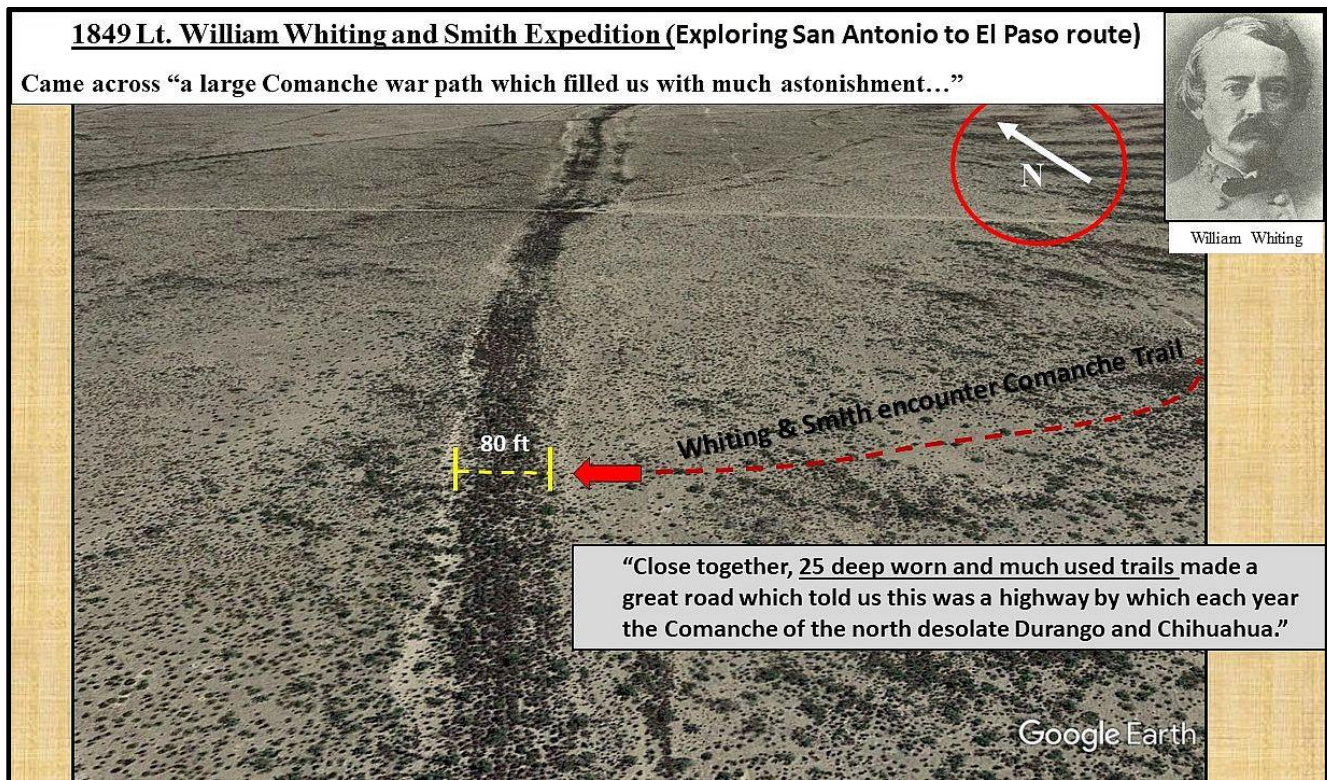 1849 Lt. William Whiting and Smith Expedition (Exploring San Antonio to El Paso route)
Came across “a large Comanche war path which filled us with much astonishment…”
N
William Whiting
Whiting & Smith encounter Comanche Trail
80 ft
“Close together, 25 deep worn and much used trails made a
great road which told us this was a highway by which each year
the Comanche of the north desolate Durango and Chihuahua.”
Google Earth